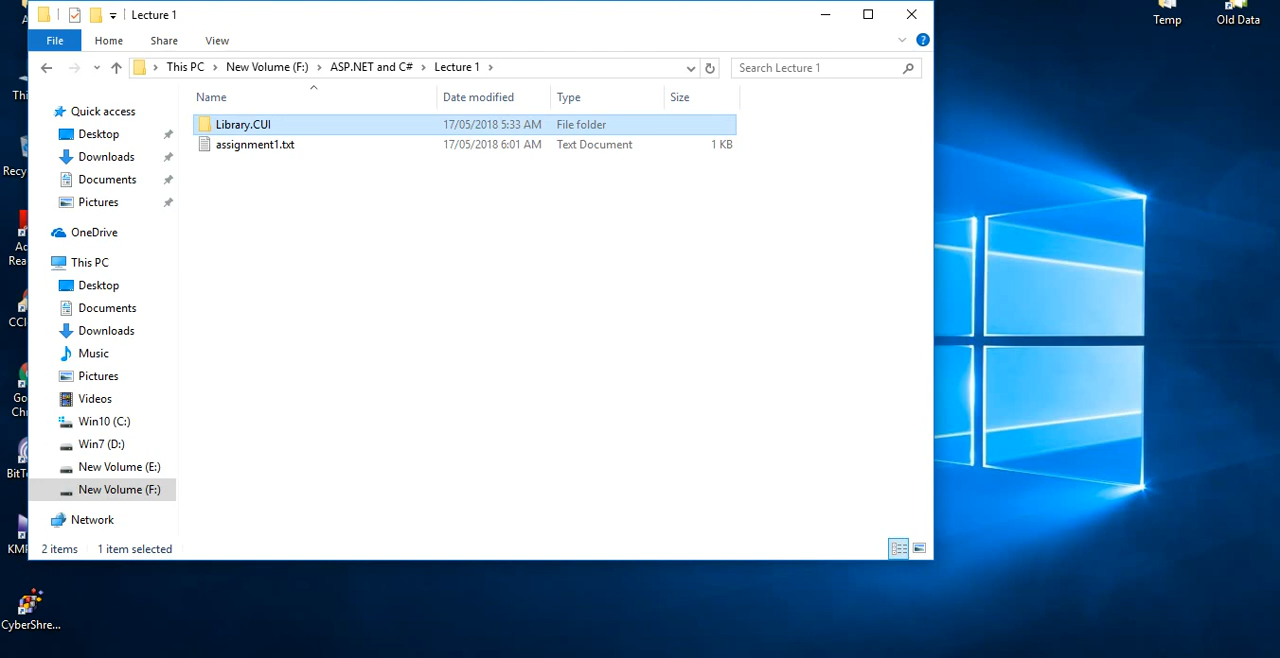 Lecture 1
File Home Share View
This PC New Volume (F:) ASP.NET and C# Lecture 1
Search Lecture 1
Name Date modified Type Size
Library.CUI 17/05/2018 5:33 AM File folder
assignment1.txt 17/05/2018 6:01 AM Text Document 1 KB
Quick access
Desktop
Downloads
Documents
Pictures
OneDrive
This PC
Desktop
Documents
Downloads
Music
Pictures
Videos
Win10 (C:)
Win7 (D:)
New Volume (E:)
New Volume (F:)
Network
2 items 1 item selected
Temp
Old Data
CyberShre...